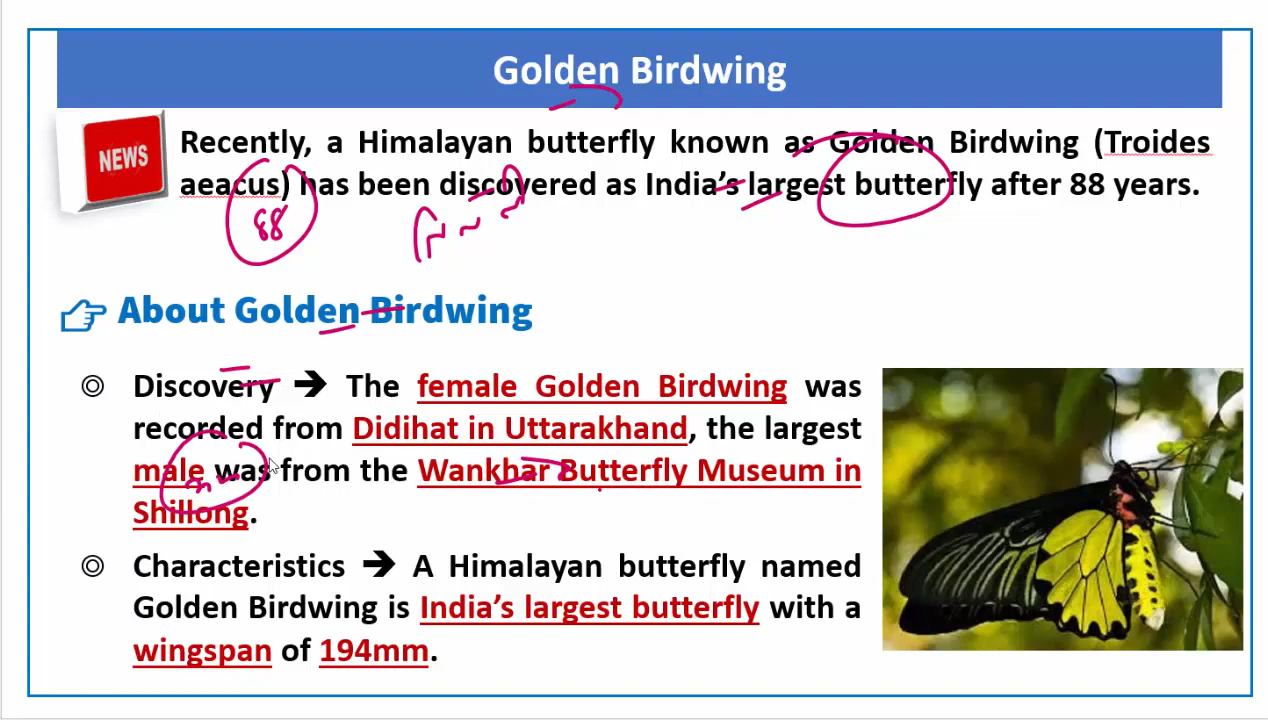 Golden Birdwing
NEWS
Recently, a Himalayan butterfly known as Golden Birdwing (Troides
aeacus) has been discovered as India's largest butterfly after 88 years.
88
About Golden Birdwing
Discovery ➔ The female Golden Birdwing was
recorded from Didihat in Uttarakhand, the largest
male was from the Wankhar Butterfly Museum in
Shillong.
Characteristics ➔ A Himalayan butterfly named
Golden Birdwing is India's largest butterfly with a
wingspan of 194mm.